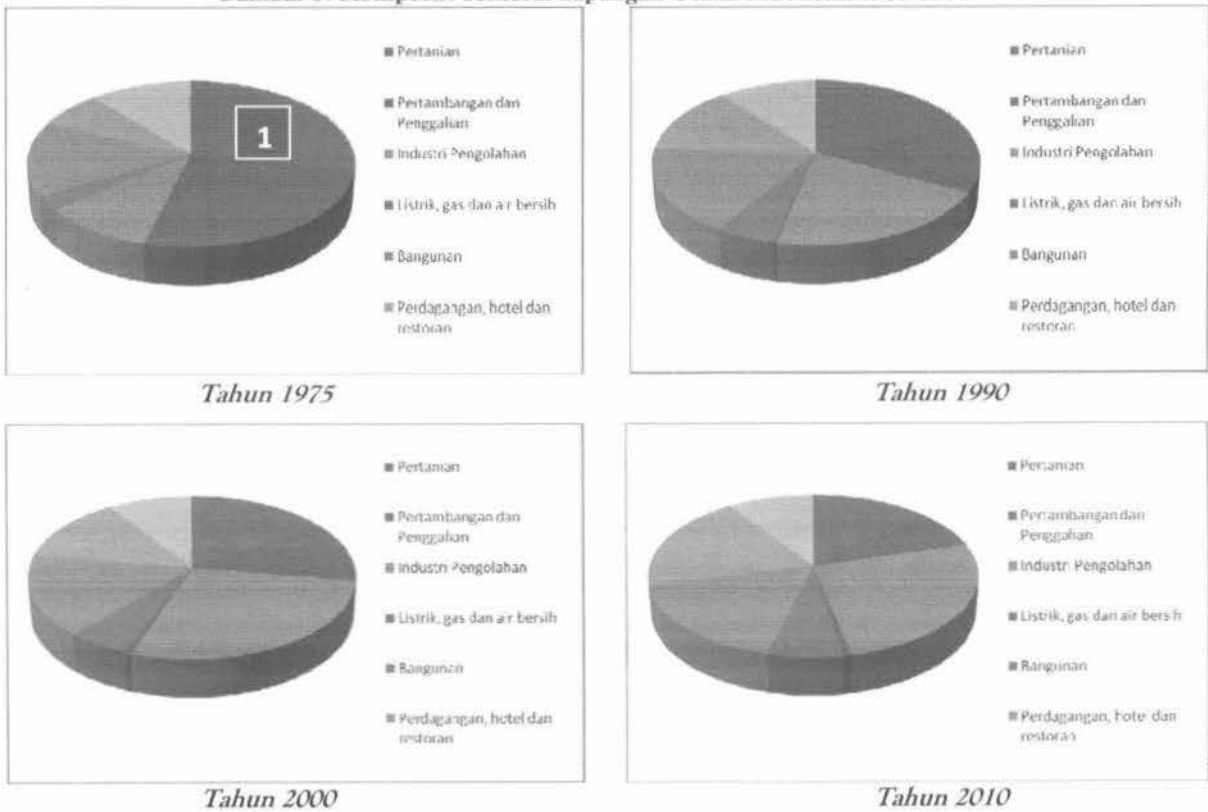 Pertanian
Pertambangan dan
Penggalian
Industri Pengolahan
Listrik, gas dan air bersih
Bangunan
Perdagangan, hotel dan
restoran
1
Tahun 1975
Pertanian
Pertambangan dan
Penggalian
Industri Pengolahan
Listrik, gas dan air bersih
Bangunan
Perdagangan, hotel dan
restoran
Tahun 1990
Pertanian
Pertambangan dan
Penggalian
Industri Pengolahan
Listrik, gas dan air bersih
Bangunan
Perdagangan, hotel dan
restoran
Tahun 2000
Pertanian
Pertambangan dan
Penggalian
Industri Pengolahan
Listrik, gas dan air bersih
Bangunan
Perdagangan, hotel dan
restoran
Tahun 2010